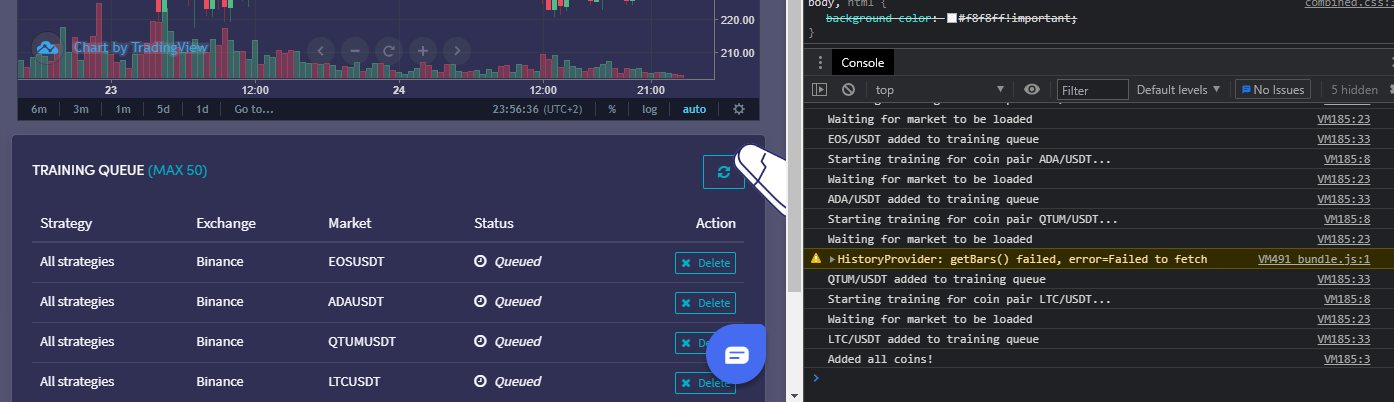 220.00
210.00
Chart by TradingView
23 12:00 24 12:00 21:00
6m 3m 1m 5d 1d Go to... 23:56:36 (UTC+2) % log auto
TRAINING QUEUE (MAX 50)
Strategy Exchange Market Status Action
All strategies Binance EOSUSDT Queued Delete
All strategies Binance ADAUSDT Queued Delete
All strategies Binance QTUMUSDT Queued
All strategies Binance LTCUSDT Queued Delete
body, html { combined.css:
background color: #f8f8ff!important;
}
Console
top Filter Default levels No Issues 5 hidden
Waiting for market to be loaded VM185:23
EOS/USDT added to training queue VM185:33
Starting training for coin pair ADA/USDT... VM185:8
Waiting for market to be loaded VM185:23
ADA/USDT added to training queue VM185:33
Starting training for coin pair QTUM/USDT... VM185:8
Waiting for market to be loaded VM185:23
HistoryProvider: getBars() failed, error=Failed to fetch VM491 bundle.js:1
QTUM/USDT added to training queue VM185:33
Starting training for coin pair LTC/USDT... VM185:8
Waiting for market to be loaded VM185:23
LTC/USDT added to training queue VM185:33
Added all coins! VM185:3